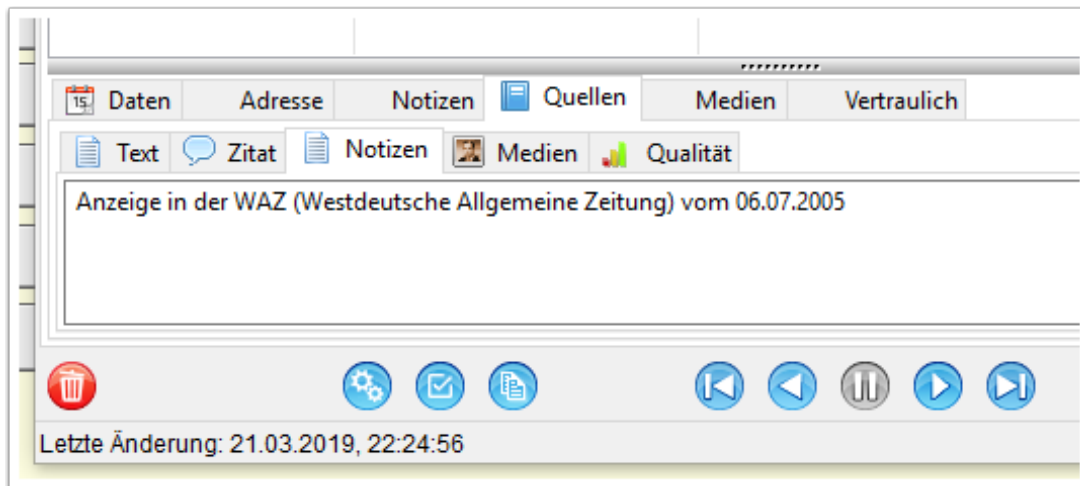 15 Daten Adresse Notizen Quellen Medien Vertraulich
Text Zitat Notizen Medien Qualität
Anzeige in der WAZ (Westdeutsche Allgemeine Zeitung) vom 06.07.2005
Letzte Änderung: 21.03.2019, 22:24:56